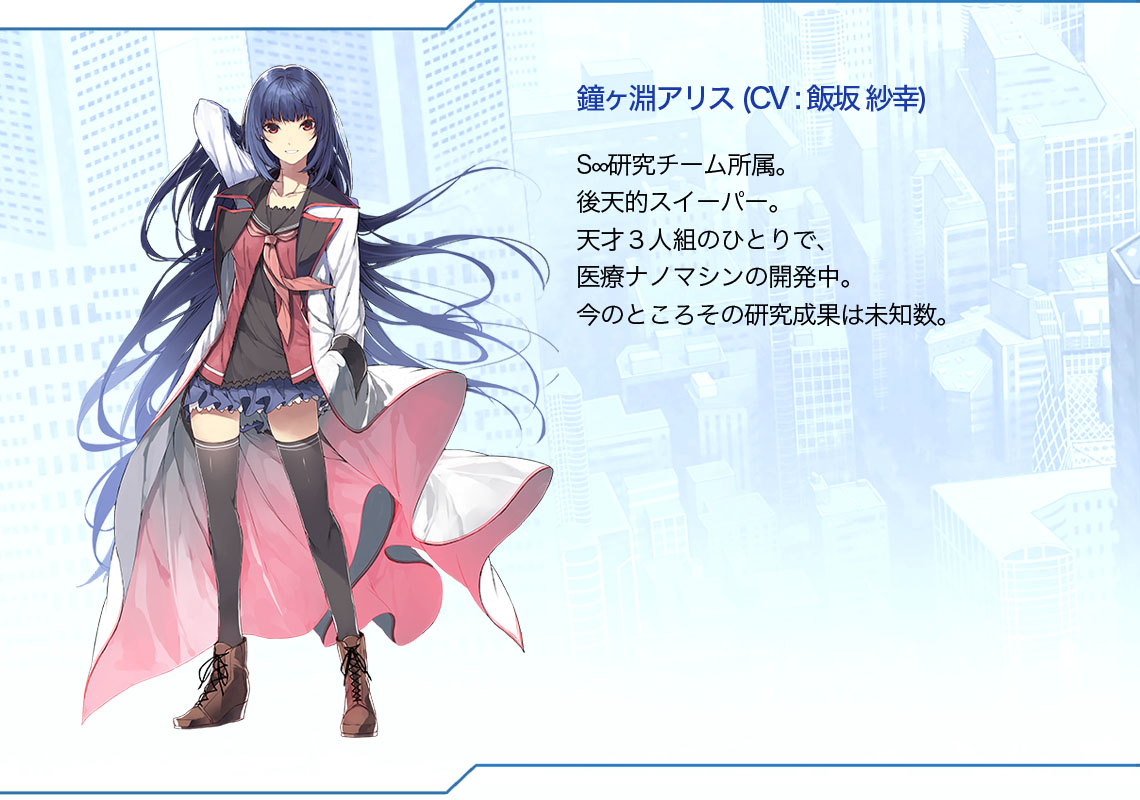 鐘ヶ淵アリス (CV : 飯坂 紗幸)
S∞研究チーム所属。
後天的スイーパー。
天才３人組のひとりで、
医療ナノマシンの開発中。
今のところその研究成果は未知数。